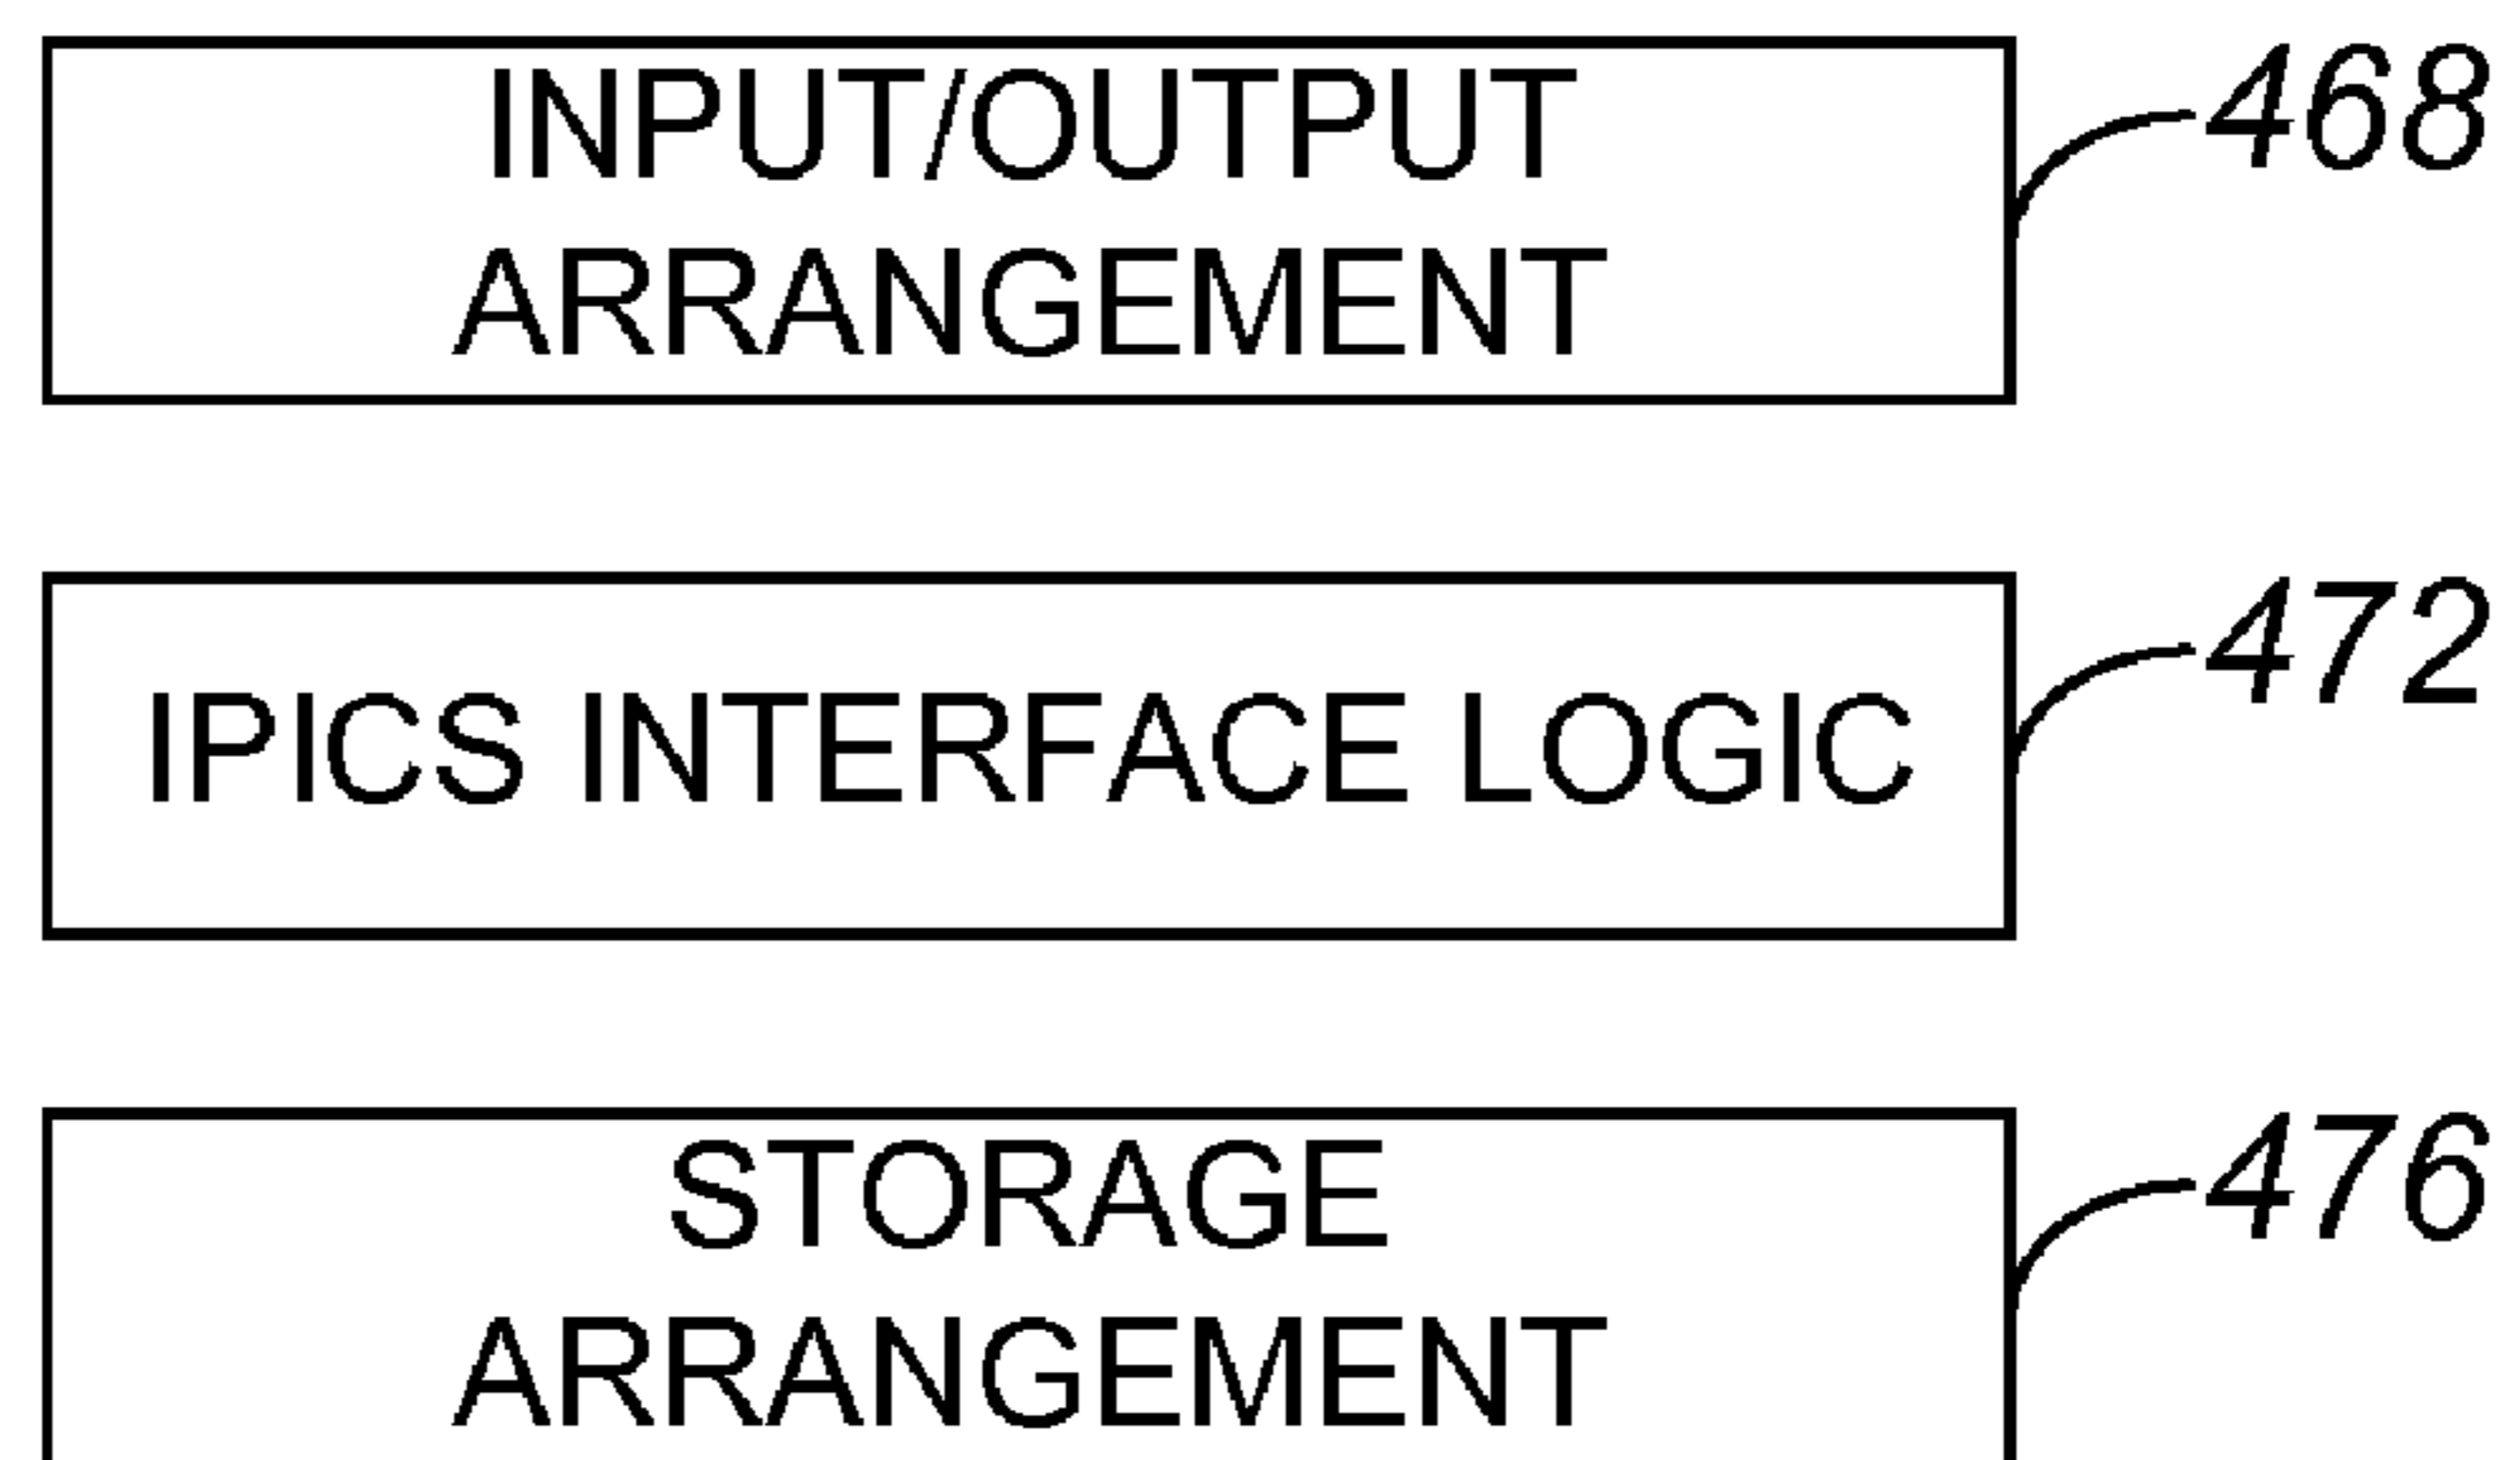 INPUT/OUTPUT 468
ARRANGEMENT
472
IPICS INTERFACE LOGIC
STORAGE 476
ARRANGEMENT